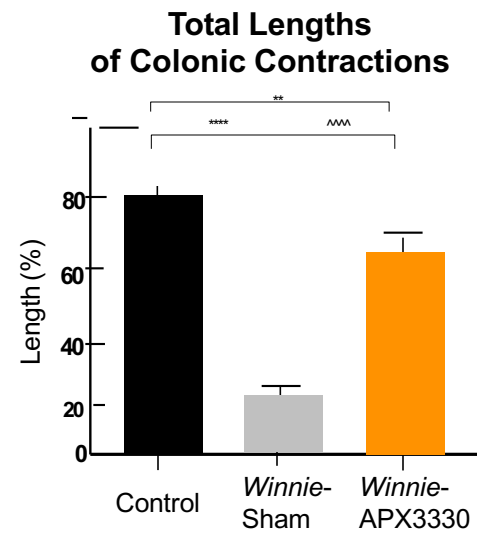 Total Lengths
of Colonic Contractions
**
**** ^^^^
80
60
40
20
0
Length (%)
Control
Winnie-
Sham
Winnie-
APX3330